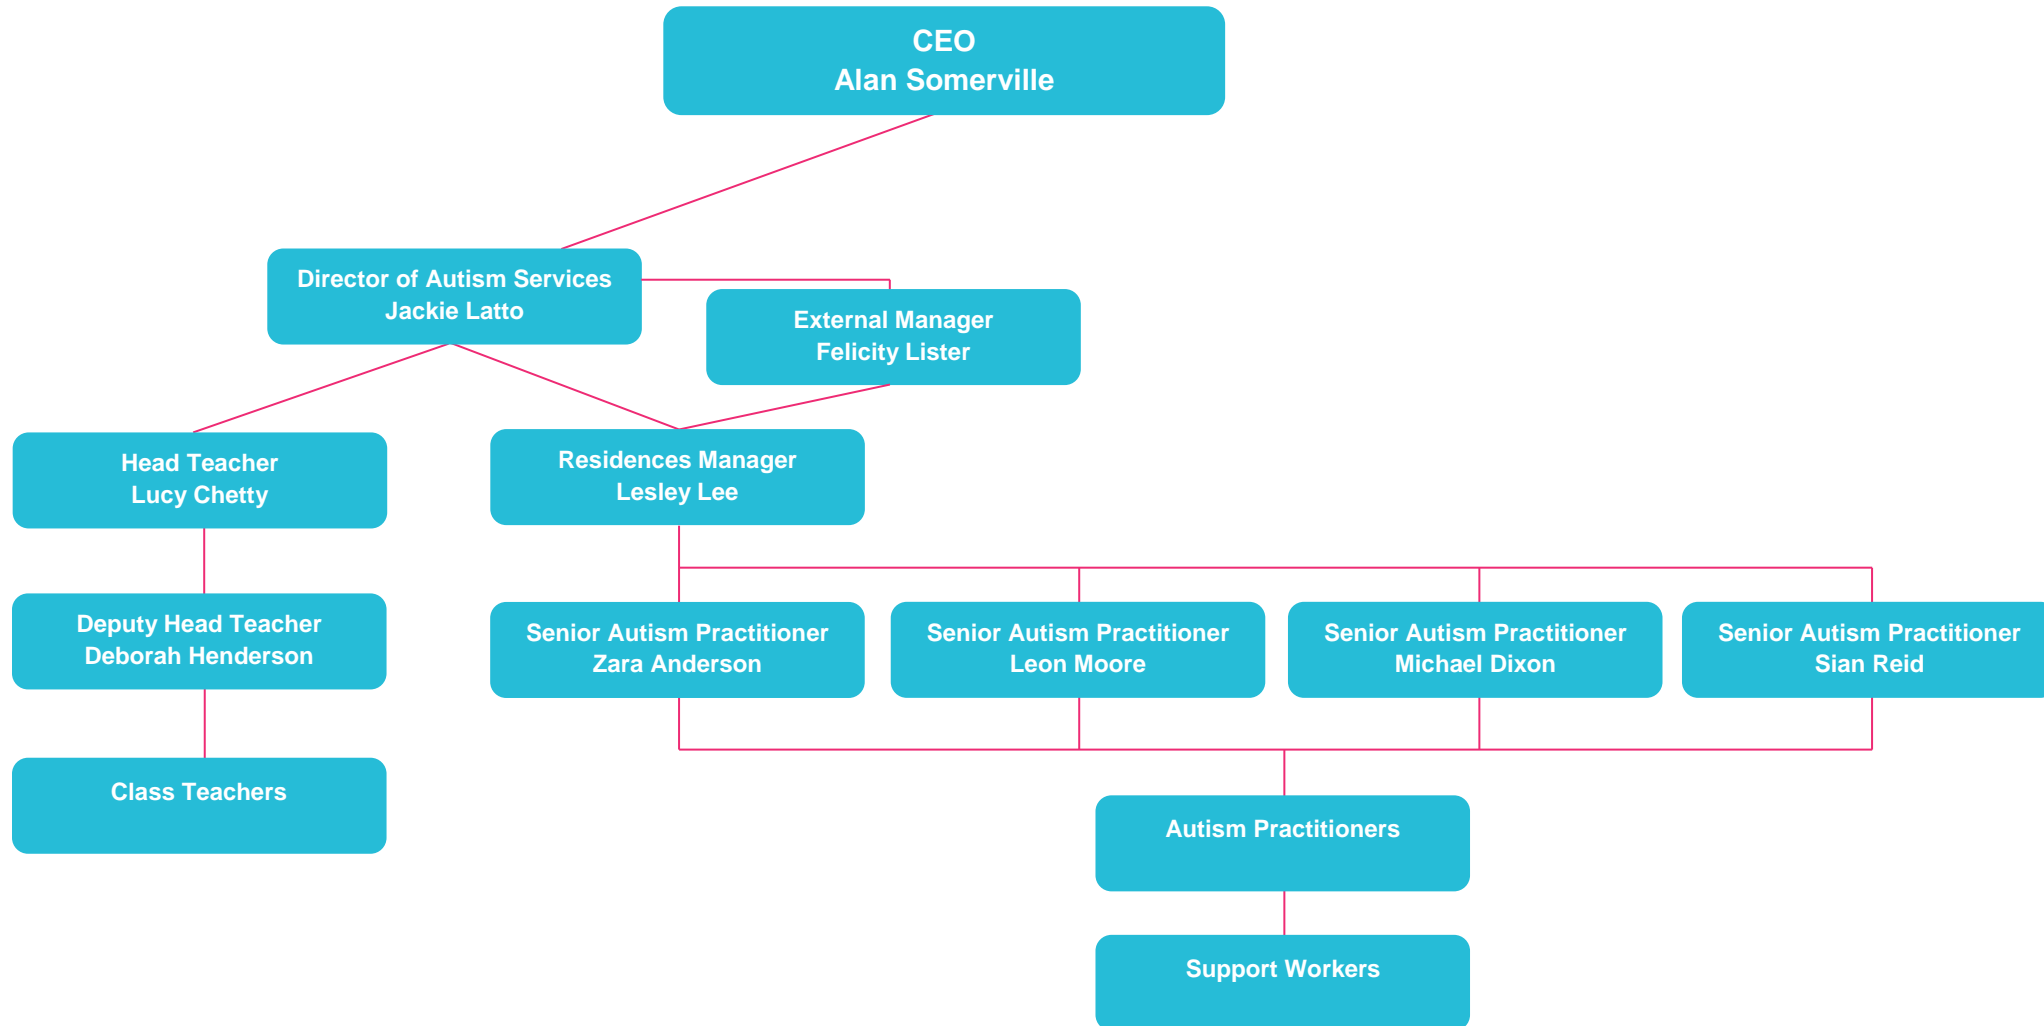 CEO
Alan Somerville
Director of Autism Services
Jackie Latto
External Manager
Felicity Lister
Head Teacher
Lucy Chetty
Residences Manager
Lesley Lee
Deputy Head Teacher
Deborah Henderson
Senior Autism Practitioner
Zara Anderson
Senior Autism Practitioner
Leon Moore
Senior Autism Practitioner
Michael Dixon
Senior Autism Practitioner
Sian Reid
Class Teachers
Autism Practitioners
Support Workers